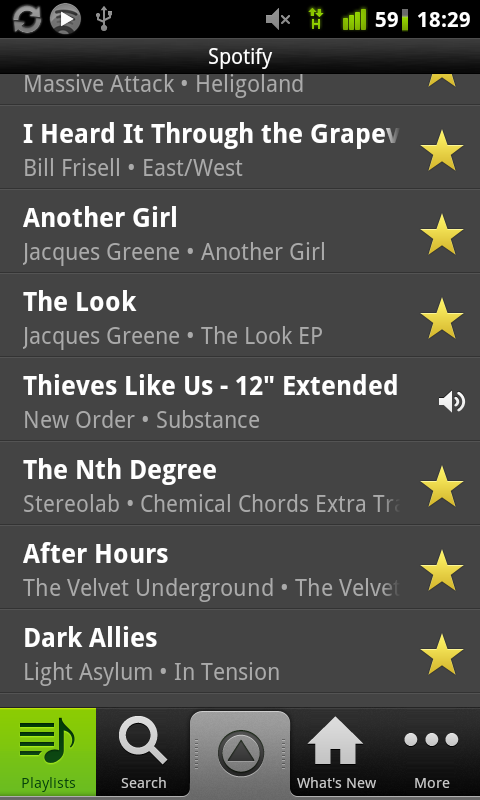 H 59 18:29
Spotify
Massive Attack • Heligoland
I Heard It Through the Grapev
Bill Frisell • East/West
Another Girl
Jacques Greene • Another Girl
The Look
Jacques Greene • The Look EP
Thieves Like Us - 12" Extended
New Order • Substance
The Nth Degree
Stereolab • Chemical Chords Extra Tra
After Hours
The Velvet Underground • The Velvet
Dark Allies
Light Asylum • In Tension
Playlists Search What's New More